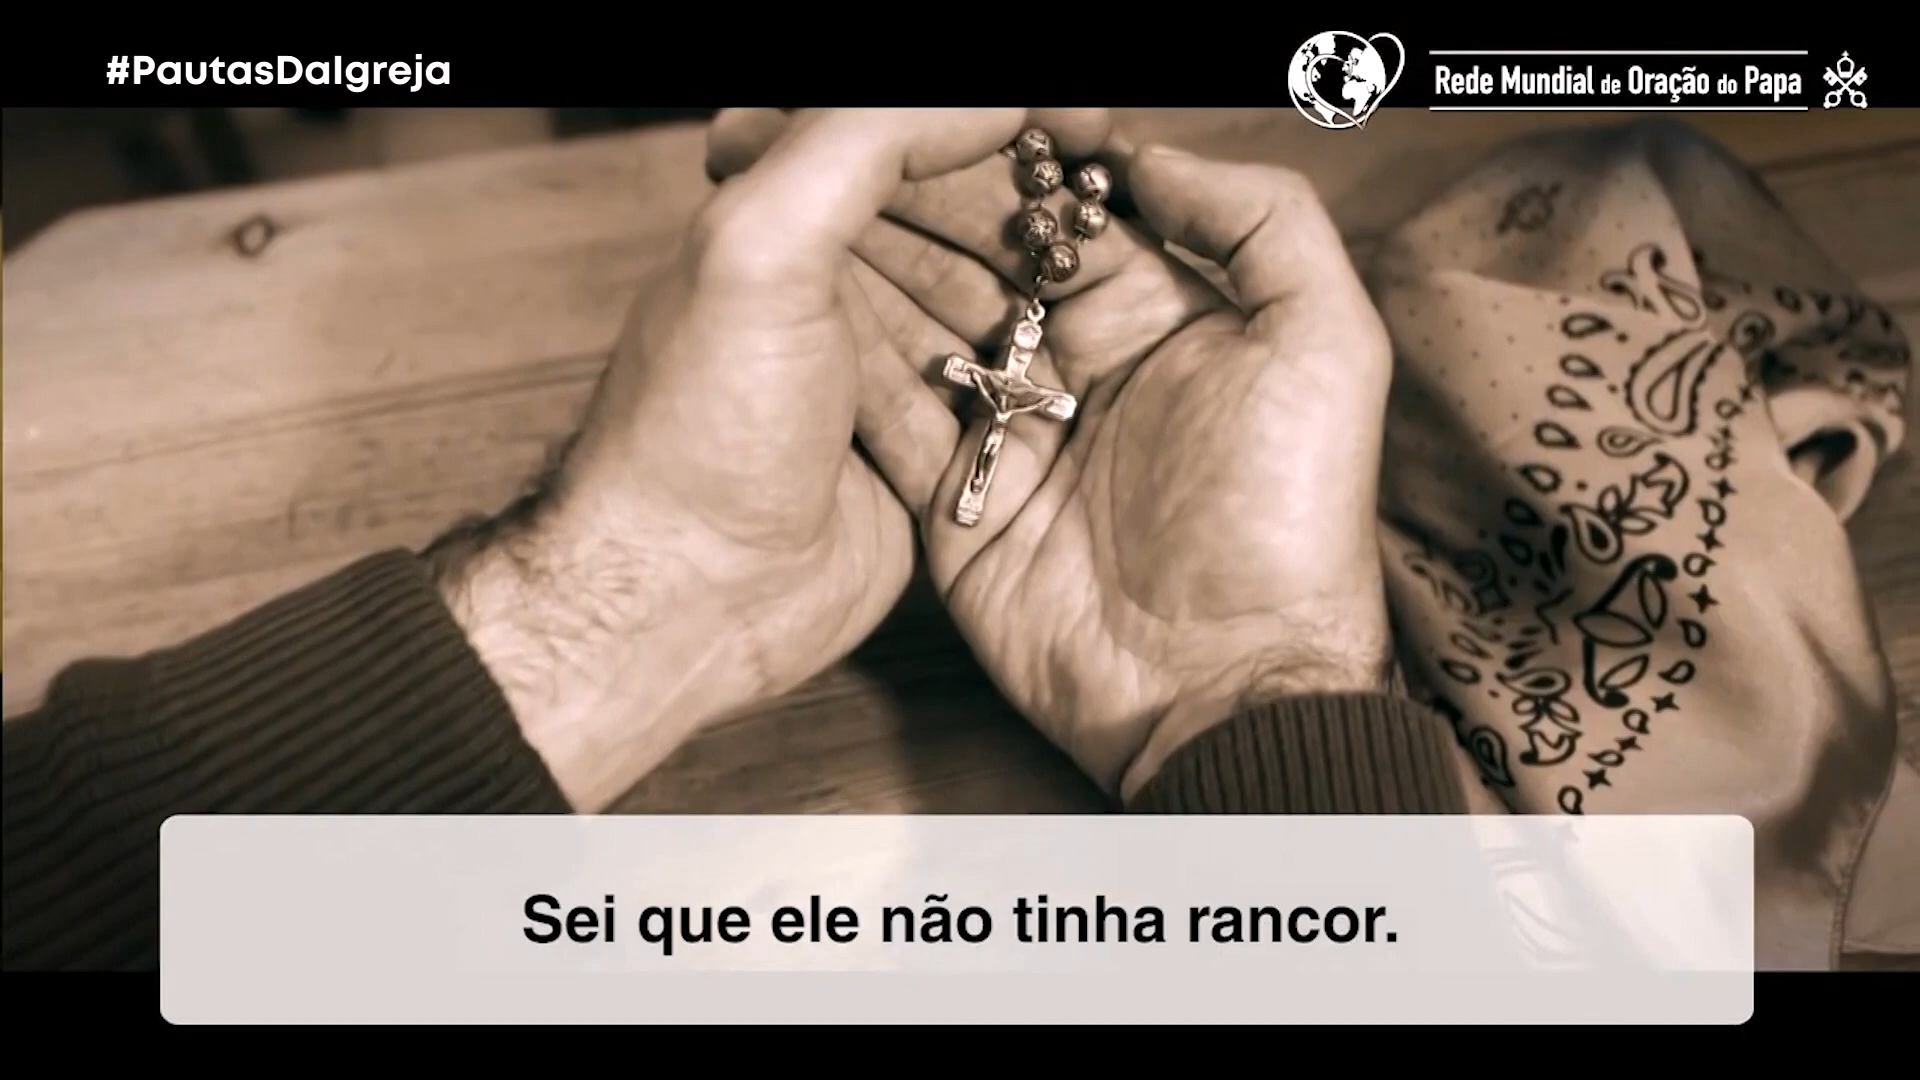 #PautasDaIgreja
Rede Mundial de Oração do Papa
Sei que ele não tinha rancor.